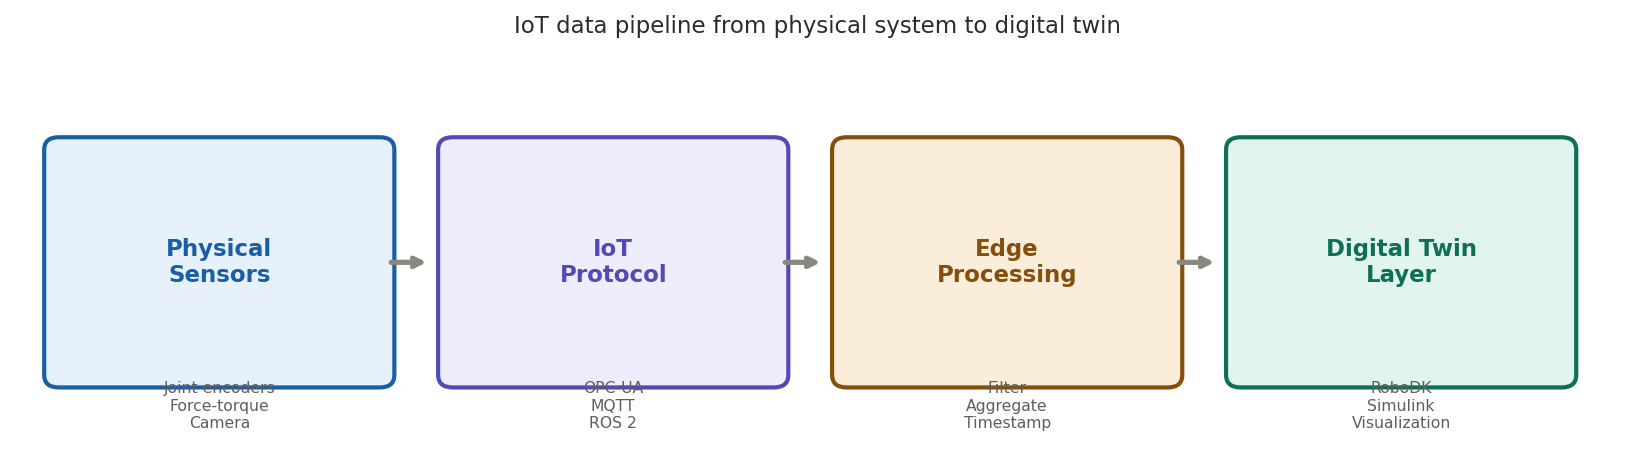 IoT data pipeline from physical system to digital twin
Physical
Sensors
IoT
Protocol
Edge
Processing
Digital Twin
Layer
Joint encoders
Force-torque
Camera
OPC UA
MQTT
ROS 2
Filter
Aggregate
Timestamp
RoboDK
Simulink
Visualization